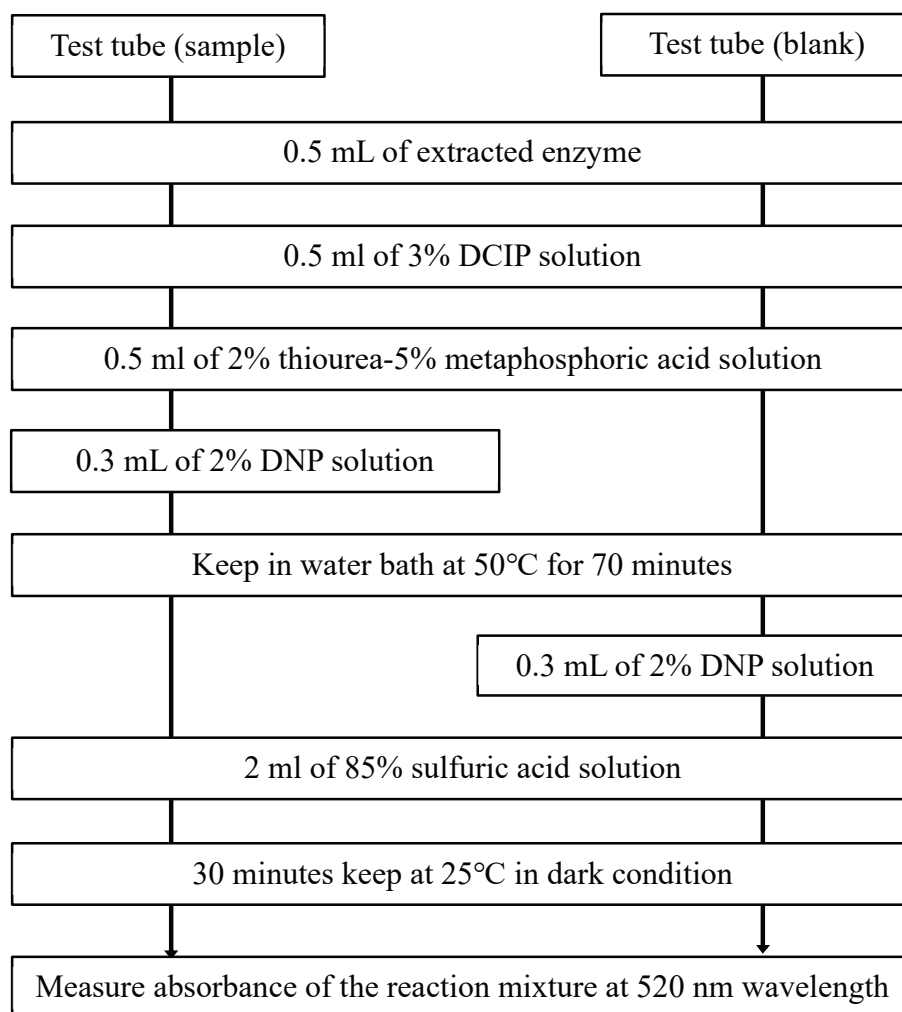 Test tube (sample)
Test tube (blank)
0.5 mL of extracted enzyme
0.5 ml of 3% DCIP solution
0.5 ml of 2% thiourea-5% metaphosphoric acid solution
0.3 mL of 2% DNP solution
Keep in water bath at 50℃ for 70 minutes
0.3 mL of 2% DNP solution
2 ml of 85% sulfuric acid solution
30 minutes keep at 25℃ in dark condition
Measure absorbance of the reaction mixture at 520 nm wavelength